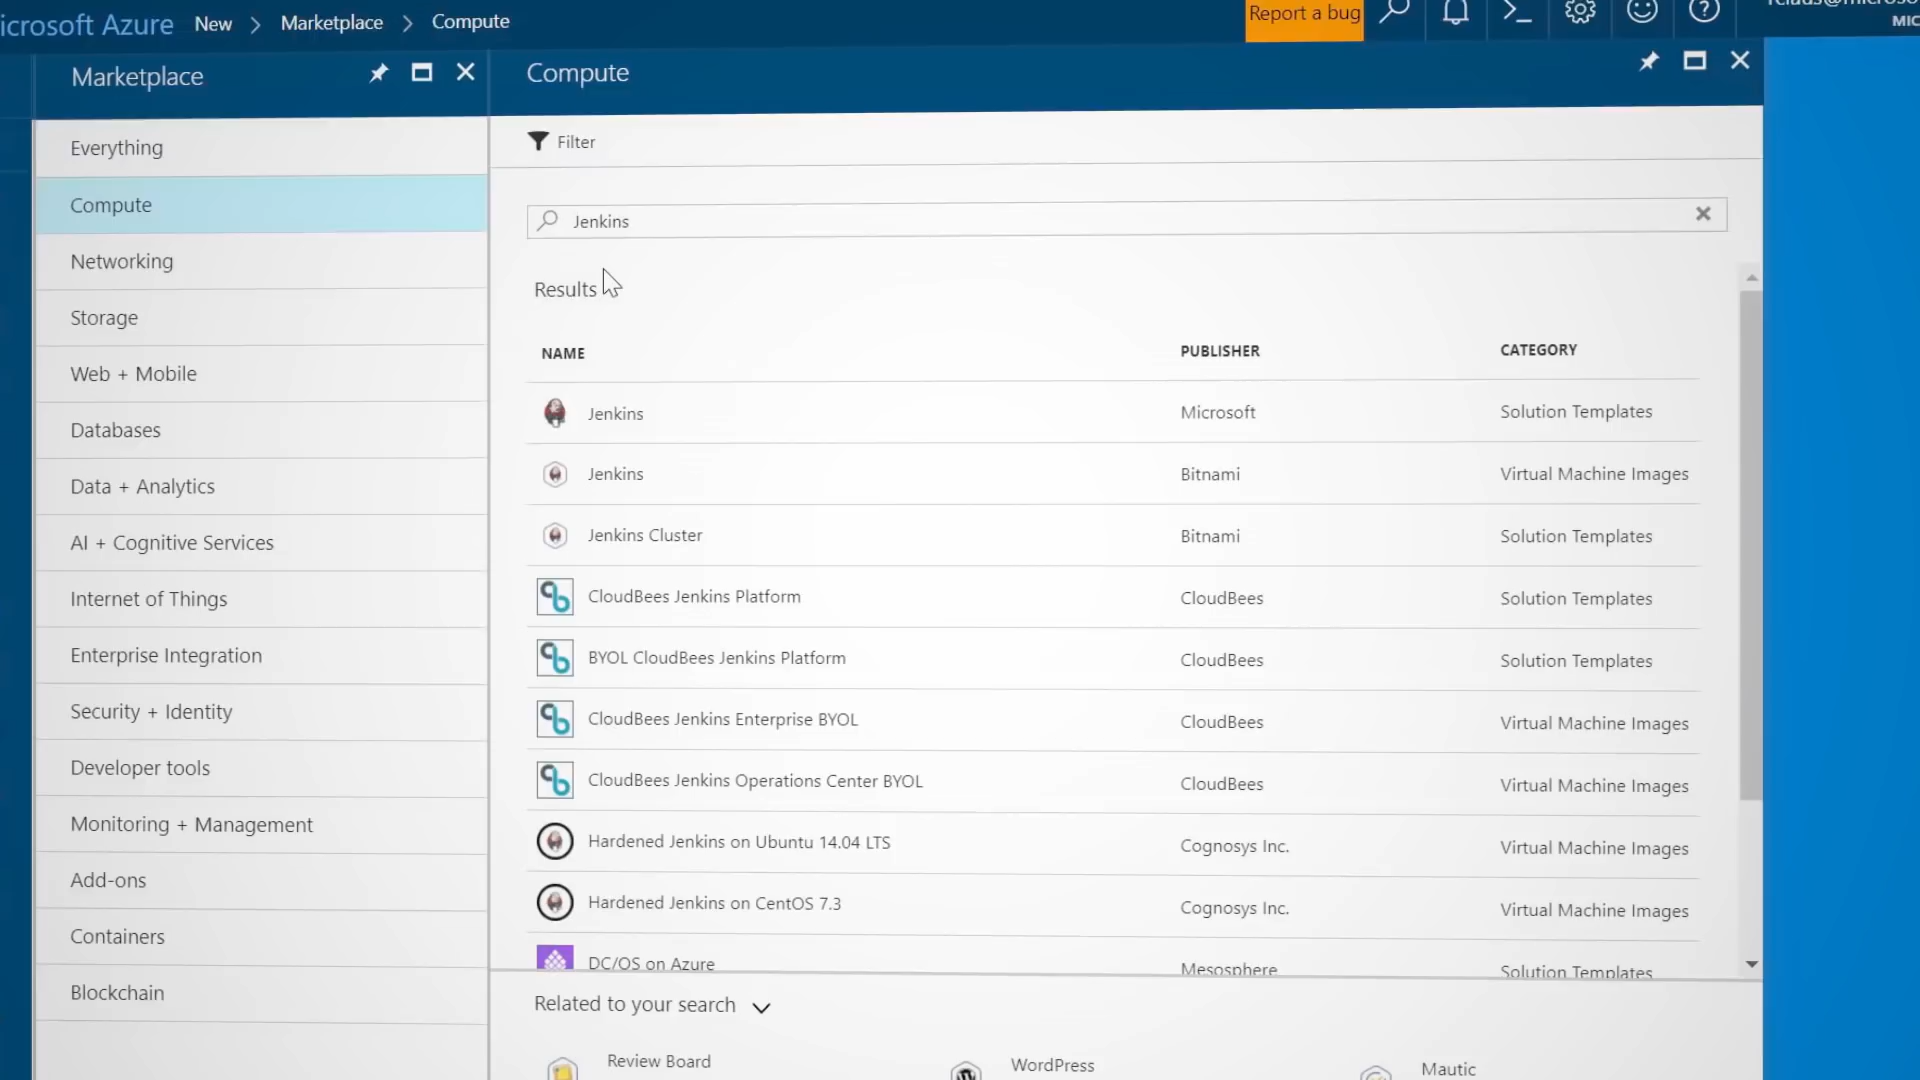 Microsoft Azure New > Marketplace > Compute
Report a bug
MIC
Marketplace
Compute
Everything
Compute
Networking
Storage
Web + Mobile
Databases
Data + Analytics
AI + Cognitive Services
Internet of Things
Enterprise Integration
Security + Identity
Developer tools
Monitoring + Management
Add-ons
Containers
Blockchain
Filter
Jenkins
Results
NAME PUBLISHER CATEGORY
Jenkins Microsoft Solution Templates
Jenkins Bitnami Virtual Machine Images
Jenkins Cluster Bitnami Solution Templates
CloudBees Jenkins Platform CloudBees Solution Templates
BYOL CloudBees Jenkins Platform CloudBees Solution Templates
CloudBees Jenkins Enterprise BYOL CloudBees Virtual Machine Images
CloudBees Jenkins Operations Center BYOL CloudBees Virtual Machine Images
Hardened Jenkins on Ubuntu 14.04 LTS Cognosys Inc. Virtual Machine Images
Hardened Jenkins on CentOS 7.3 Cognosys Inc. Virtual Machine Images
DC/OS on Azure Mesosphere Solution Templates
Related to your search
Review Board WordPress Mautic